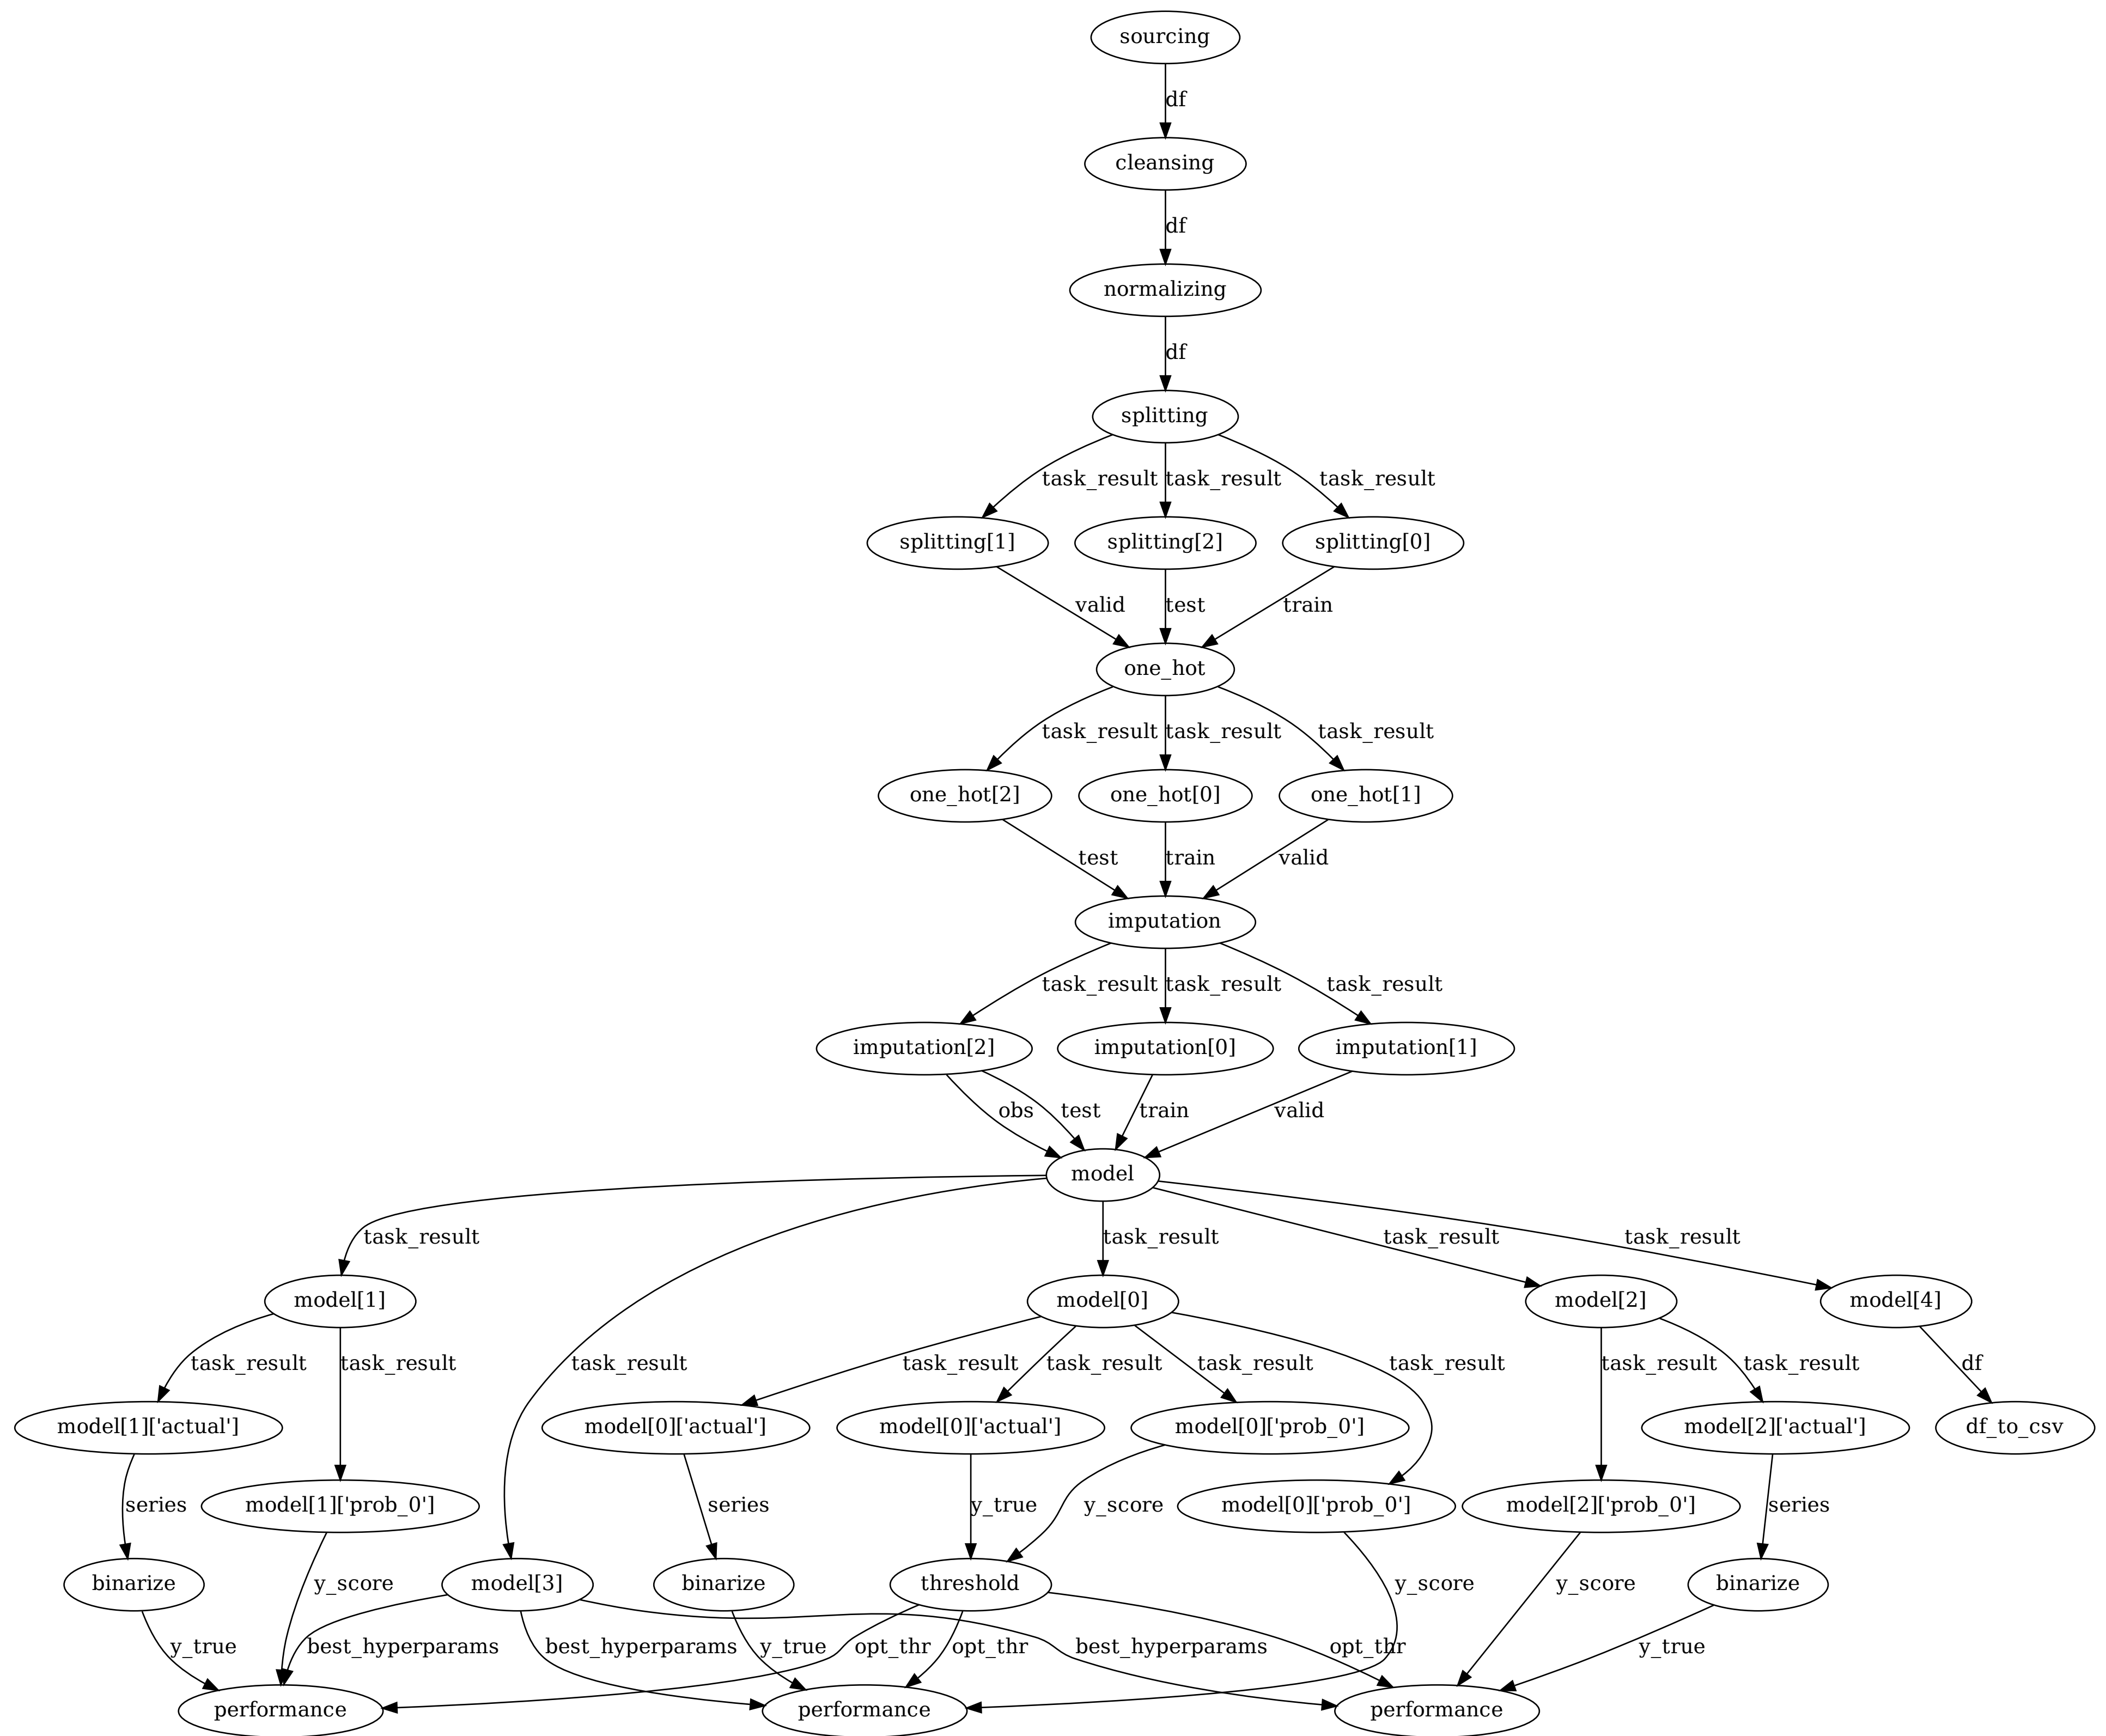 sourcing
df
cleansing
df
normalizing
df
splitting
task_result task_result task_result
splitting[1] splitting[2] splitting[0]
valid test train
one_hot
task_result task_result task_result
one_hot[2] one_hot[0] one_hot[1]
test train valid
imputation
task_result task_result task_result
imputation[2] imputation[0] imputation[1]
obs test train valid
model
task_result task_result task_result task_result
model[1] model[0] model[2] model[4]
task_result task_result task_result task_result task_result task_result task_result task_result task_result df
model[1]['actual'] model[0]['actual'] model[0]['actual'] model[0]['prob_0'] model[2]['actual'] df_to_csv
series model[1]['prob_0'] series y_true y_score model[0]['prob_0'] model[2]['prob_0'] series
binarize y_score model[3] binarize threshold y_score y_score binarize
y_true best_hyperparams best_hyperparams y_true opt_thr opt_thr best_hyperparams opt_thr y_true
performance performance performance